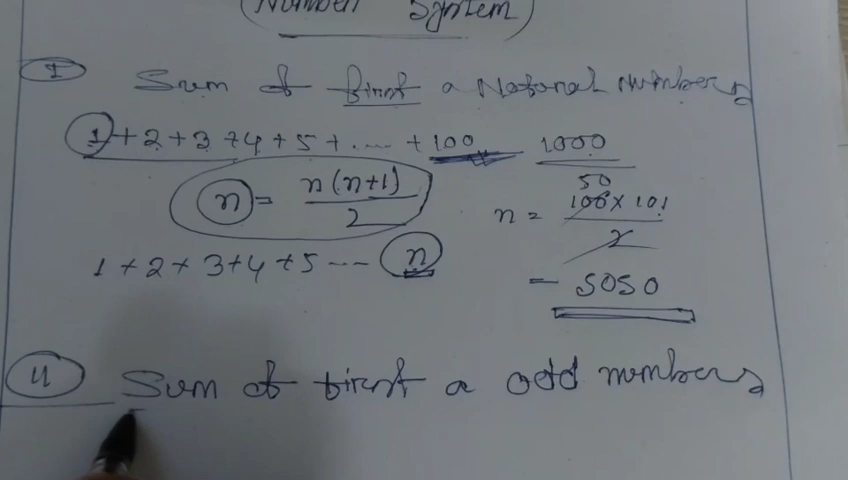 (Number System)
I Sum of first n Natural numbers
1 + 2 + 3 + 4 + 5 + .... + 100 1000
n = n(n+1) / 2
50
n = 100 × 101 / 2
1 + 2 + 3 + 4 + 5 --- n
= 5050
II Sum of first n odd numbers